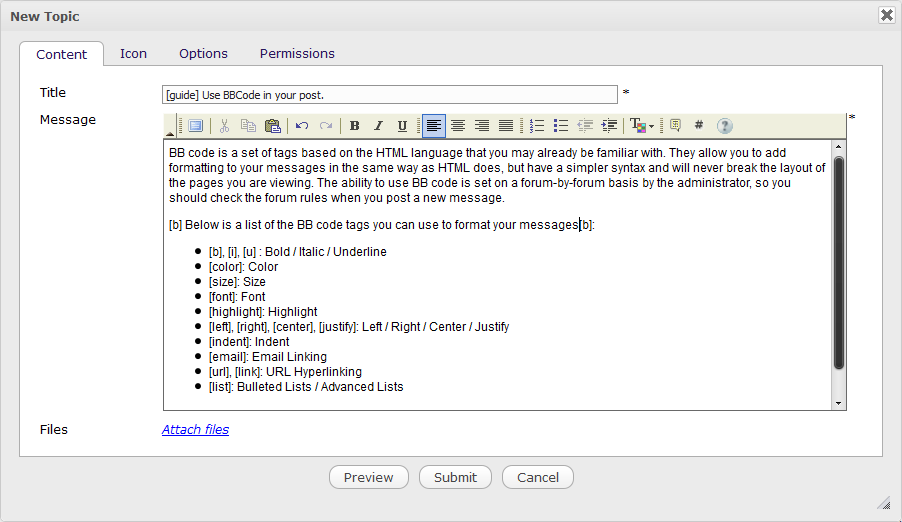 New Topic
Content Icon Options Permissions
Title [guide] Use BBCode in your post. *
Message B I U T # ? *
BB code is a set of tags based on the HTML language that you may already be familiar with. They allow you to add
formatting to your messages in the same way as HTML does, but have a simpler syntax and will never break the layout of
the pages you are viewing. The ability to use BB code is set on a forum-by-forum basis by the administrator, so you
should check the forum rules when you post a new message.
[b] Below is a list of the BB code tags you can use to format your messages[b]:
• [b], [i], [u] : Bold / Italic / Underline
• [color]: Color
• [size]: Size
• [font]: Font
• [highlight]: Highlight
• [left], [right], [center], [justify]: Left / Right / Center / Justify
• [indent]: Indent
• [email]: Email Linking
• [url], [link]: URL Hyperlinking
• [list]: Bulleted Lists / Advanced Lists
Files Attach files
Preview Submit Cancel